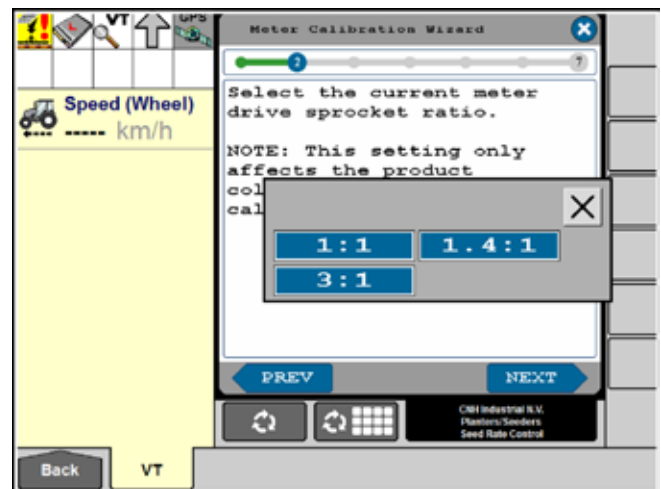 VT
GPS
Meter Calibration Wizard
2
7
Speed (Wheel)
----- km/h
Select the current meter
drive sprocket ratio.
NOTE: This setting only
affects the product
col
cal
1:1
1.4:1
3:1
PREV
NEXT
CNH Industrial N.V.
Planters/Seeders
Seed Rate Control
Back
VT